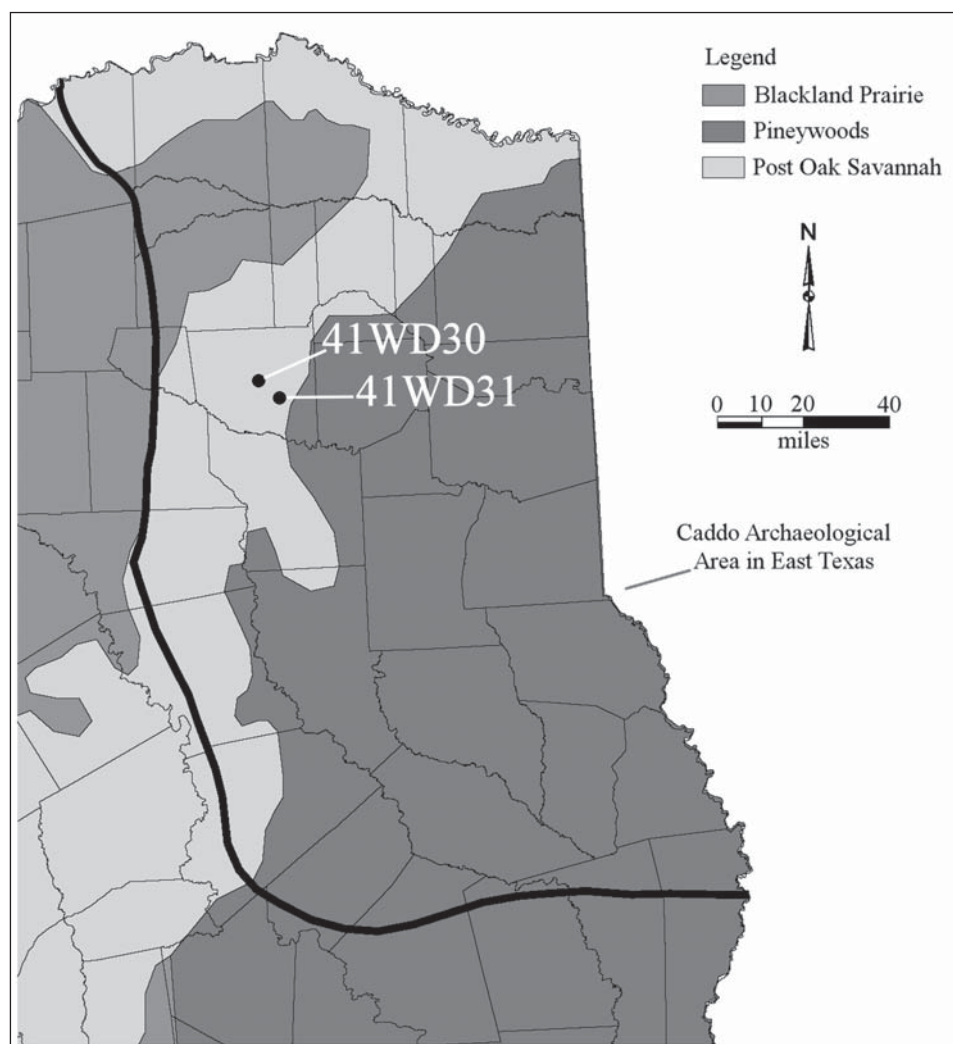 Legend
Blackland Prairie
Pineywoods
Post Oak Savannah
N
41WD30
41WD31
0 10 20 40
miles
Caddo Archaeological
Area in East Texas